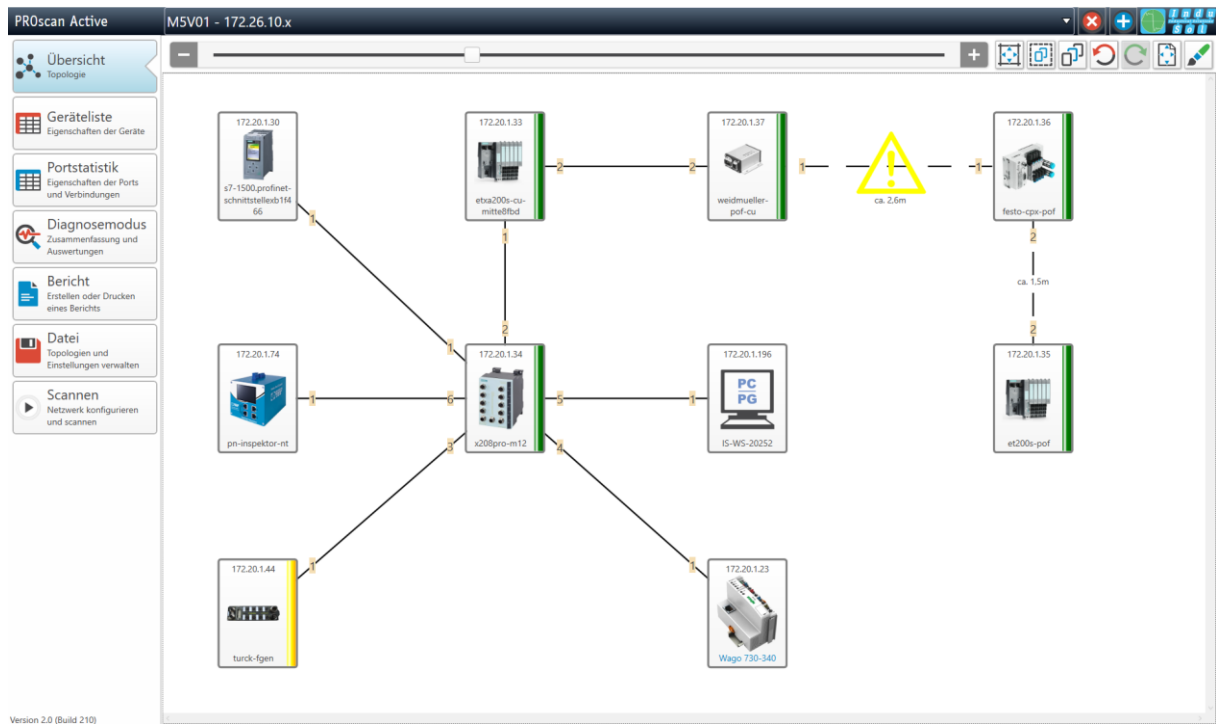 PROscan Active
M5V01 - 172.26.10.x
Indu
Sol
Übersicht
Topologie
Geräteliste
Eigenschaften der Geräte
Portstatistik
Eigenschaften der Ports
und Verbindungen
Diagnosemodus
Zusammenfassung und
Auswertungen
Bericht
Erstellen oder Drucken
eines Berichts
Datei
Topologien und
Einstellungen verwalten
Scannen
Netzwerk konfigurieren
und scannen
172.20.1.30
s7-1500.profinet-
schnittstellexb1f4
66
1
172.20.1.33
etxa200s-cu-
mitte8fbd
2
1
172.20.1.37
weidmueller-
pof-cu
2
1
ca. 2,6m
172.20.1.36
festo-cpx-pof
1
2
ca. 1,5m
172.20.1.74
pn-inspektor-nt
1
172.20.1.34
x208pro-m12
1
2
6
5
3
4
172.20.1.196
PC
PG
IS-WS-20252
1
172.20.1.35
et200s-pof
2
172.20.1.44
turck-fgen
1
172.20.1.23
Wago 730-340
1
Version 2.0 (Build 210)